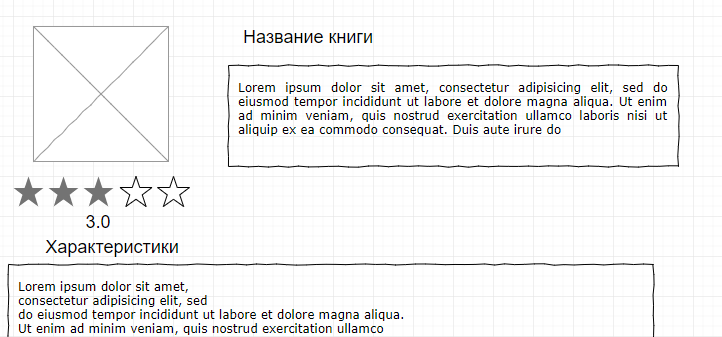 Название книги
Lorem ipsum dolor sit amet, consectetur adipisicing elit, sed do
eiusmod tempor incididunt ut labore et dolore magna aliqua. Ut enim
ad minim veniam, quis nostrud exercitation ullamco laboris nisi ut
aliquip ex ea commodo consequat. Duis aute irure do
3.0
Характеристики
Lorem ipsum dolor sit amet,
consectetur adipisicing elit, sed
do eiusmod tempor incididunt ut labore et dolore magna aliqua.
Ut enim ad minim veniam, quis nostrud exercitation ullamco